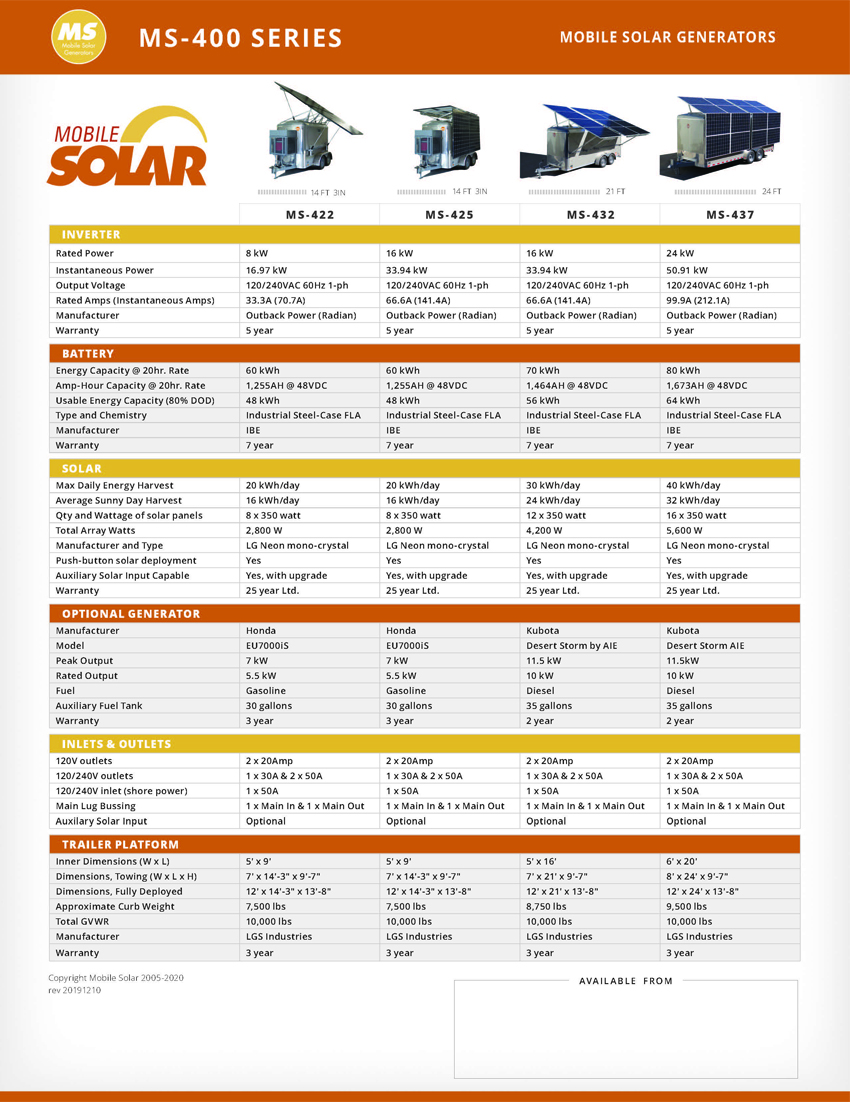 MS
Mobile Solar
Generators
MS-400 SERIES
MOBILE SOLAR GENERATORS
MOBILE
SOLAR
14 FT 3IN
14 FT 3IN
21 FT
24 FT
MS-422 MS-425 MS-432 MS-437
INVERTER
Rated Power 8 kW 16 kW 16 kW 24 kW
Instantaneous Power 16.97 kW 33.94 kW 33.94 kW 50.91 kW
Output Voltage 120/240VAC 60Hz 1-ph 120/240VAC 60Hz 1-ph 120/240VAC 60Hz 1-ph 120/240VAC 60Hz 1-ph
Rated Amps (Instantaneous Amps) 33.3A (70.7A) 66.6A (141.4A) 66.6A (141.4A) 99.9A (212.1A)
Manufacturer Outback Power (Radian) Outback Power (Radian) Outback Power (Radian) Outback Power (Radian)
Warranty 5 year 5 year 5 year 5 year
BATTERY
Energy Capacity @ 20hr. Rate 60 kWh 60 kWh 70 kWh 80 kWh
Amp-Hour Capacity @ 20hr. Rate 1,255AH @ 48VDC 1,255AH @ 48VDC 1,464AH @ 48VDC 1,673AH @ 48VDC
Usable Energy Capacity (80% DOD) 48 kWh 48 kWh 56 kWh 64 kWh
Type and Chemistry Industrial Steel-Case FLA Industrial Steel-Case FLA Industrial Steel-Case FLA Industrial Steel-Case FLA
Manufacturer IBE IBE IBE IBE
Warranty 7 year 7 year 7 year 7 year
SOLAR
Max Daily Energy Harvest 20 kWh/day 20 kWh/day 30 kWh/day 40 kWh/day
Average Sunny Day Harvest 16 kWh/day 16 kWh/day 24 kWh/day 32 kWh/day
Qty and Wattage of solar panels 8 x 350 watt 8 x 350 watt 12 x 350 watt 16 x 350 watt
Total Array Watts 2,800 W 2,800 W 4,200 W 5,600 W
Manufacturer and Type LG Neon mono-crystal LG Neon mono-crystal LG Neon mono-crystal LG Neon mono-crystal
Push-button solar deployment Yes Yes Yes Yes
Auxiliary Solar Input Capable Yes, with upgrade Yes, with upgrade Yes, with upgrade Yes, with upgrade
Warranty 25 year Ltd. 25 year Ltd. 25 year Ltd. 25 year Ltd.
OPTIONAL GENERATOR
Manufacturer Honda Honda Kubota Kubota
Model EU7000iS EU7000iS Desert Storm by AIE Desert Storm AIE
Peak Output 7 kW 7 kW 11.5 kW 11.5kW
Rated Output 5.5 kW 5.5 kW 10 kW 10 kW
Fuel Gasoline Gasoline Diesel Diesel
Auxiliary Fuel Tank 30 gallons 30 gallons 35 gallons 35 gallons
Warranty 3 year 3 year 2 year 2 year
INLETS & OUTLETS
120V outlets 2 x 20Amp 2 x 20Amp 2 x 20Amp 2 x 20Amp
120/240V outlets 1 x 30A & 2 x 50A 1 x 30A & 2 x 50A 1 x 30A & 2 x 50A 1 x 30A & 2 x 50A
120/240V inlet (shore power) 1 x 50A 1 x 50A 1 x 50A 1 x 50A
Main Lug Bussing 1 x Main In & 1 x Main Out 1 x Main In & 1 x Main Out 1 x Main In & 1 x Main Out 1 x Main In & 1 x Main Out
Auxilary Solar Input Optional Optional Optional Optional
TRAILER PLATFORM
Inner Dimensions (W x L) 5' x 9' 5' x 9' 5' x 16' 6' x 20'
Dimensions, Towing (W x L x H) 7' x 14'-3" x 9'-7" 7' x 14'-3" x 9'-7" 7' x 21' x 9'-7" 8' x 24' x 9'-7"
Dimensions, Fully Deployed 12' x 14'-3" x 13'-8" 12' x 14'-3" x 13'-8" 12' x 21' x 13'-8" 12' x 24' x 13'-8"
Approximate Curb Weight 7,500 lbs 7,500 lbs 8,750 lbs 9,500 lbs
Total GVWR 10,000 lbs 10,000 lbs 10,000 lbs 10,000 lbs
Manufacturer LGS Industries LGS Industries LGS Industries LGS Industries
Warranty 3 year 3 year 3 year 3 year
Copyright Mobile Solar 2005-2020
rev 20191210
AVAILABLE FROM